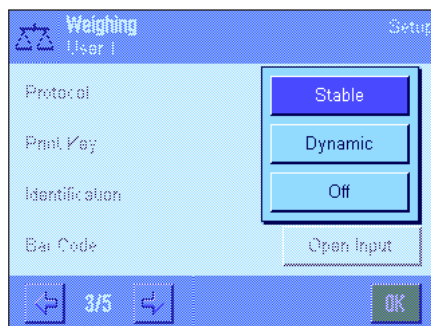 Weighing
User 1
Setup
Protocol
Stable
Print Key
Dynamic
Identification
Off
Bar Code
Open Input
3/5
OK